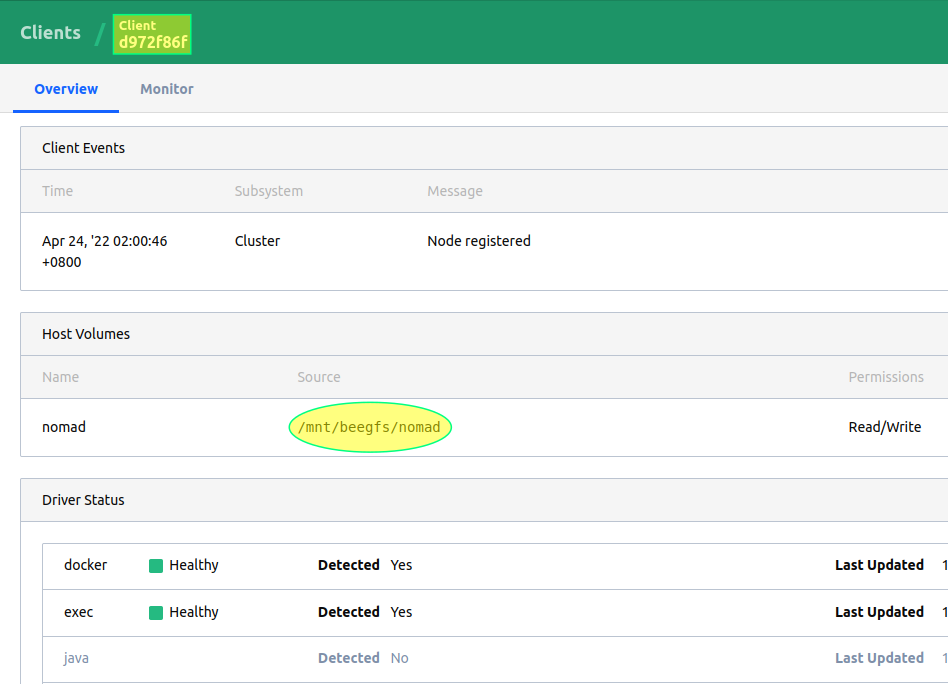 Clients / Client
d972f86f
Overview Monitor
Client Events
Time Subsystem Message
Apr 24, '22 02:00:46 Cluster Node registered
+0800
Host Volumes
Name Source Permissions
nomad /mnt/beegfs/nomad Read/Write
Driver Status
docker Healthy Detected Yes Last Updated 1
exec Healthy Detected Yes Last Updated 1
java Detected No Last Updated 1